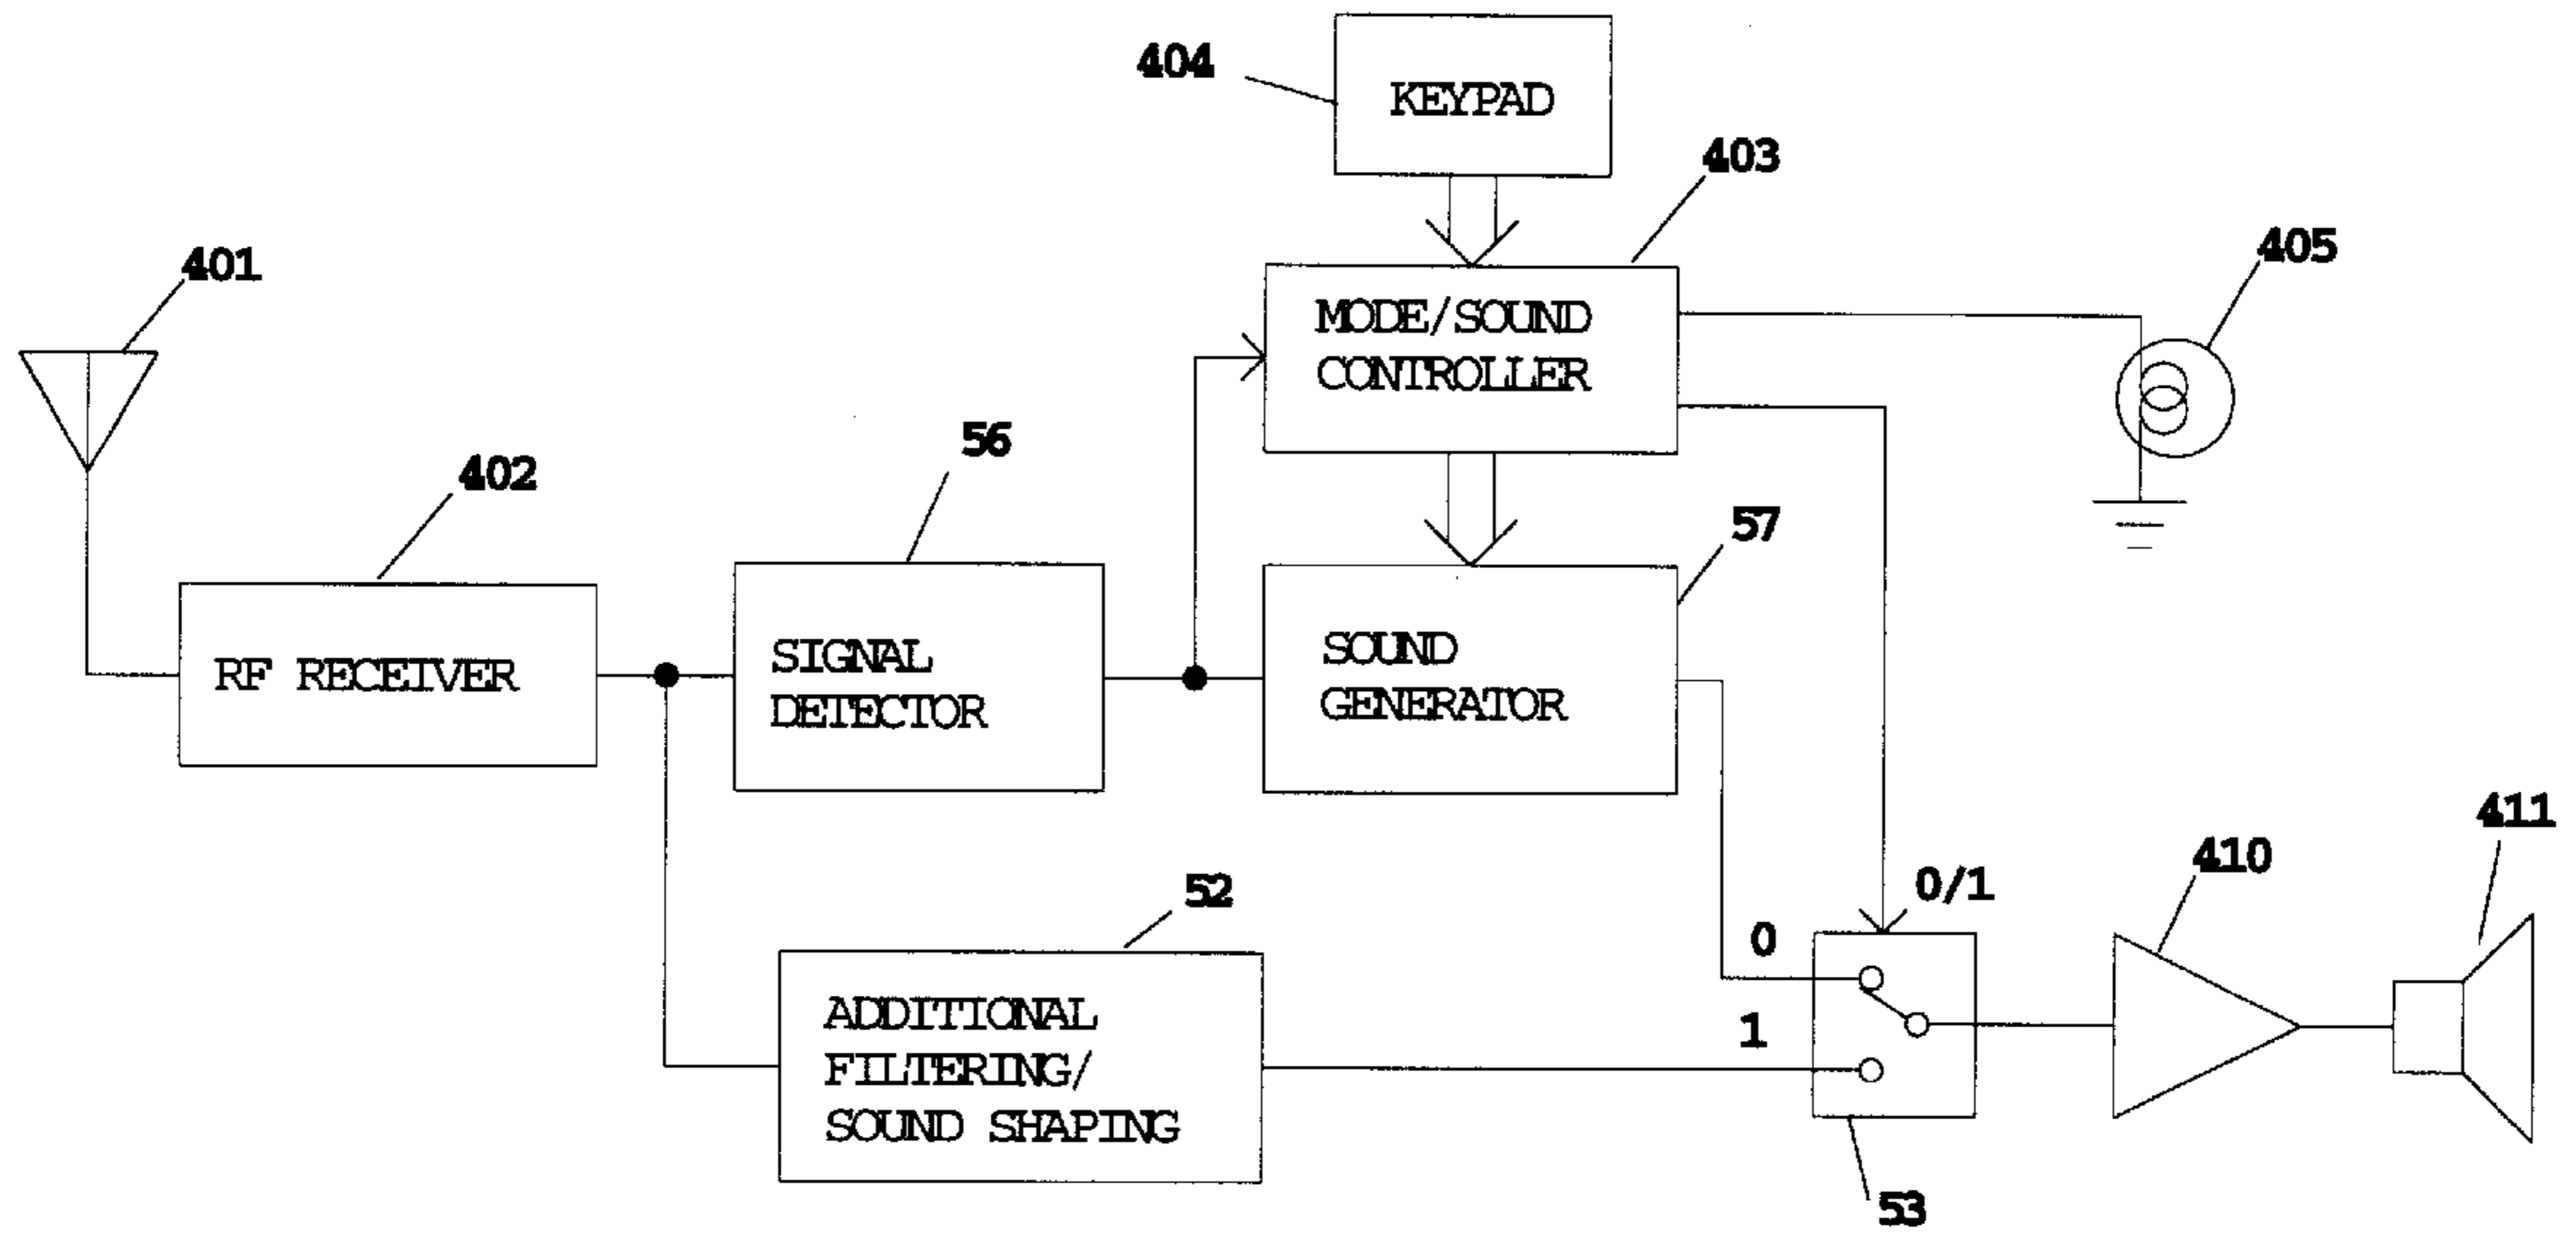 404
KEYPAD
403
405
401
MODE/SOUND
CONTROLLER
56
402
57
SIGNAL
DETECTOR
SOUND
GENERATOR
RF RECEIVER
411
410
52
0/1
0
1
ADDITIONAL
FILTERING/
SOUND SHAPING
53